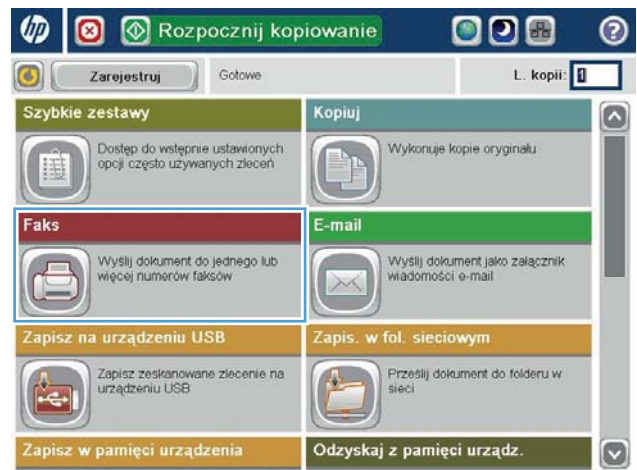 hp Rozpocznij kopiowanie ?
Zarejestruj Gotowe L. kopii: 1
Szybkie zestawy
Dostęp do wstępnie ustawionych
opcji często używanych zleceń
Kopiuj
Wykonuje kopie oryginału
Faks
Wyślij dokument do jednego lub
więcej numerów faksów
E-mail
Wyślij dokument jako załącznik
wiadomości e-mail
Zapisz na urządzeniu USB
Zapisz zeskanowane zlecenie na
urządzeniu USB
Zapis. w fol. sieciowym
Prześlij dokument do folderu w
sieci
Zapisz w pamięci urządzenia
Odzyskaj z pamięci urządz.